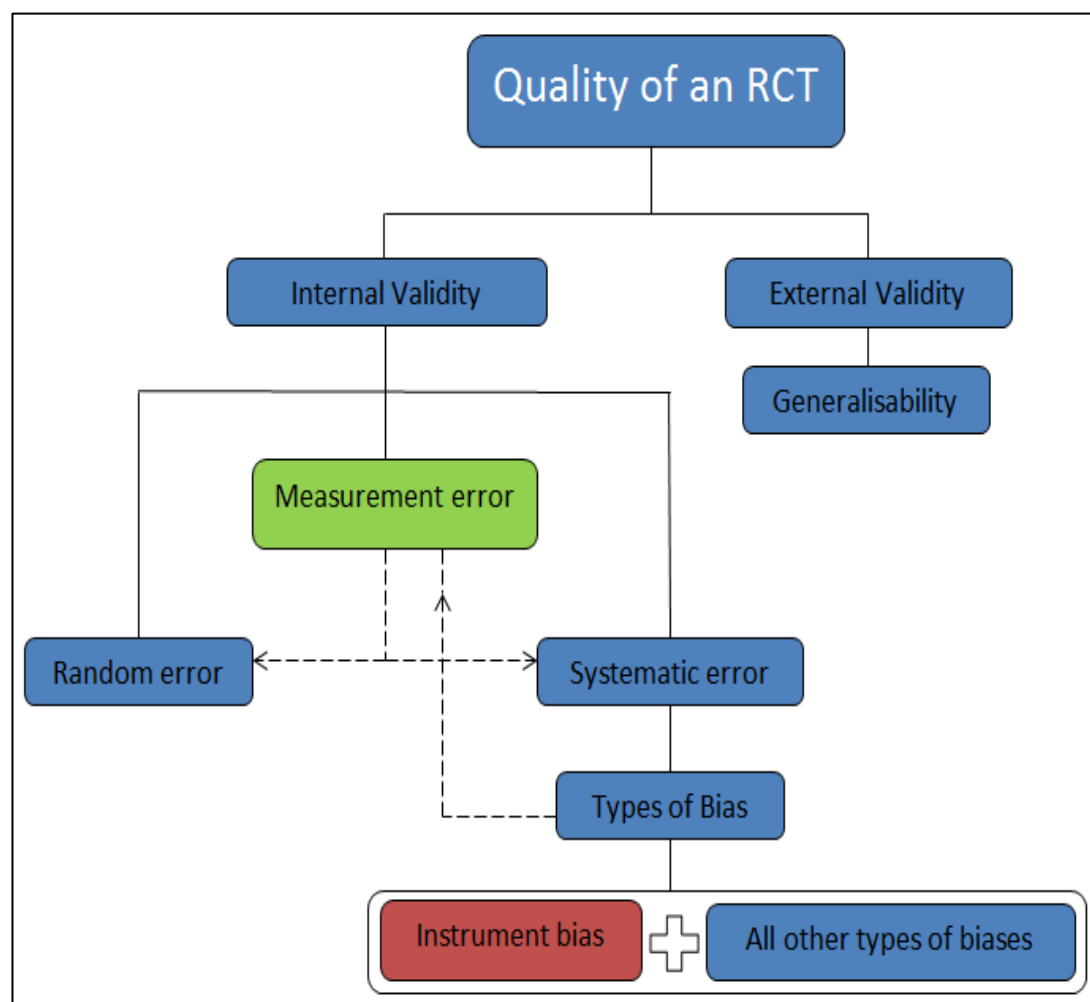 Quality of an RCT
Internal Validity
External Validity
Generalisability
Measurement error
Random error
Systematic error
Types of Bias
Instrument bias
All other types of biases